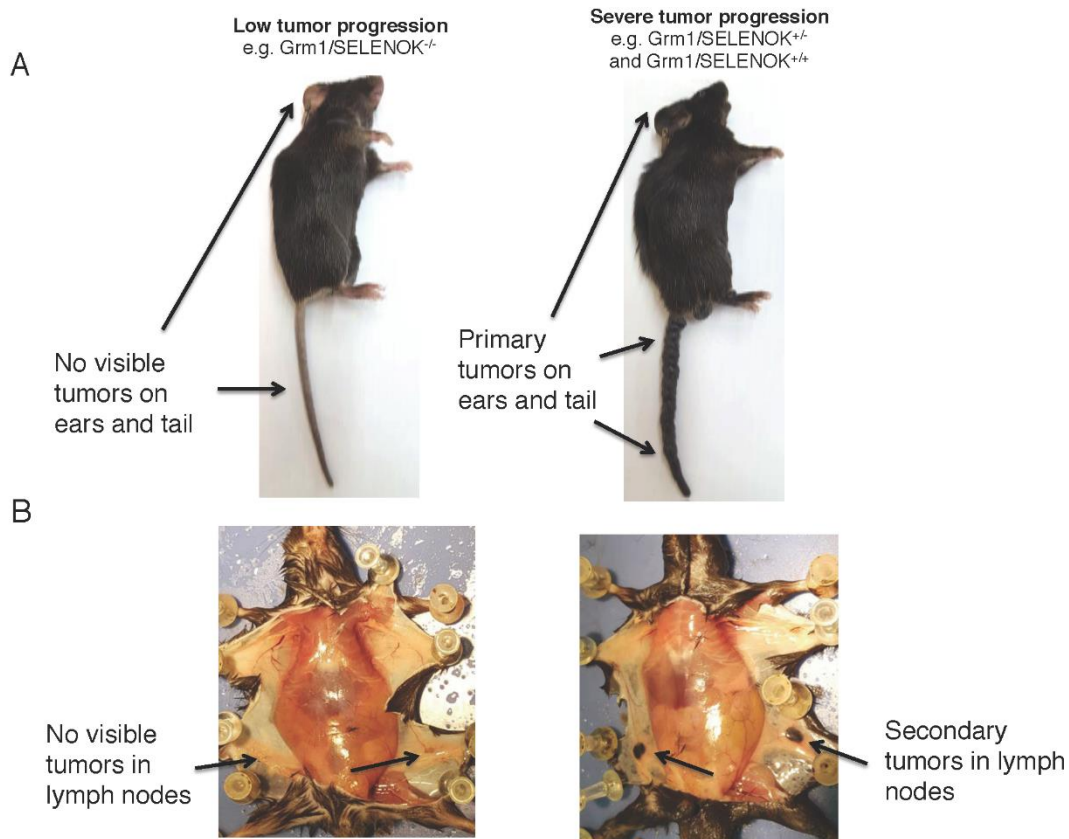 Low tumor progression
e.g. Grm1/SELENOK-/-
Severe tumor progression
e.g. Grm1/SELENOK+/-
and Grm1/SELENOK+/+
A
No visible
tumors on
ears and tail
Primary
tumors on
ears and tail
B
No visible
tumors in
lymph nodes
Secondary
tumors in lymph
nodes